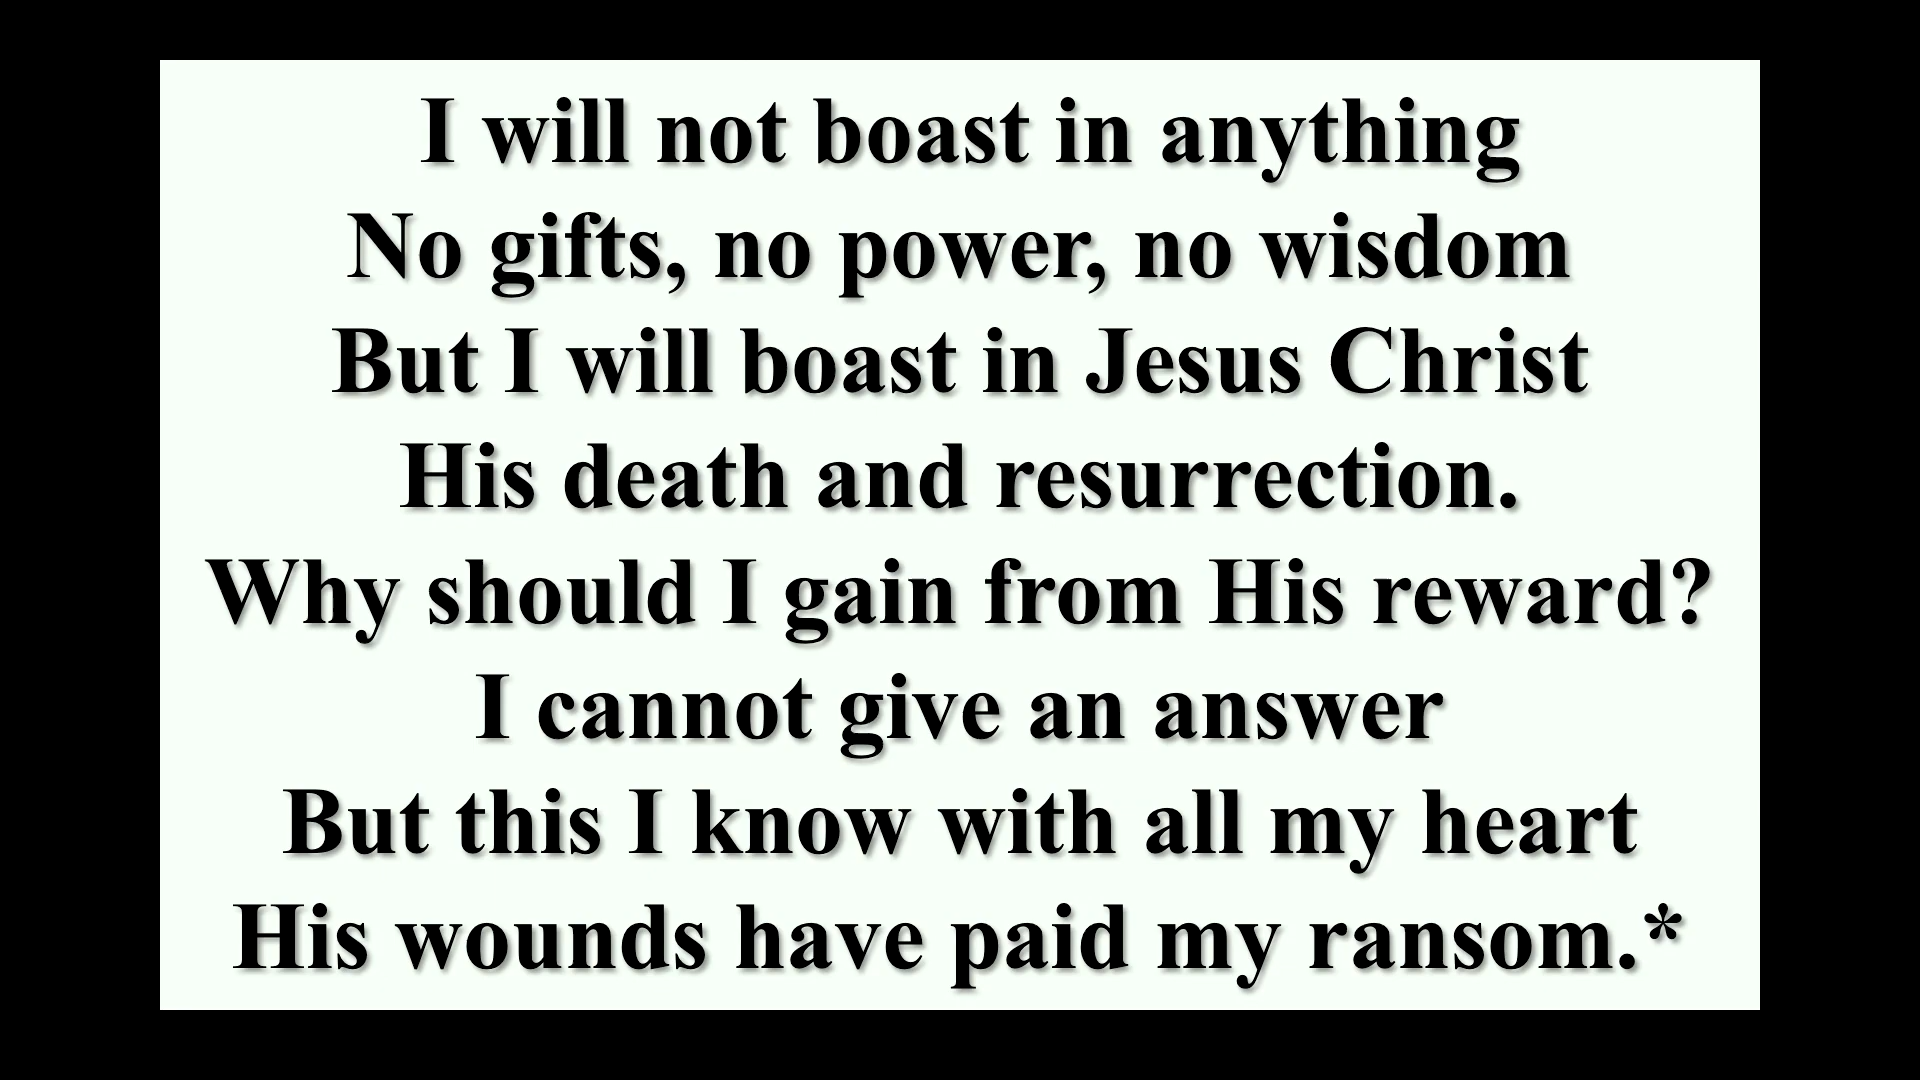 I will not boast in anything
No gifts, no power, no wisdom
But I will boast in Jesus Christ
His death and resurrection.
Why should I gain from His reward?
I cannot give an answer
But this I know with all my heart
His wounds have paid my ransom.*